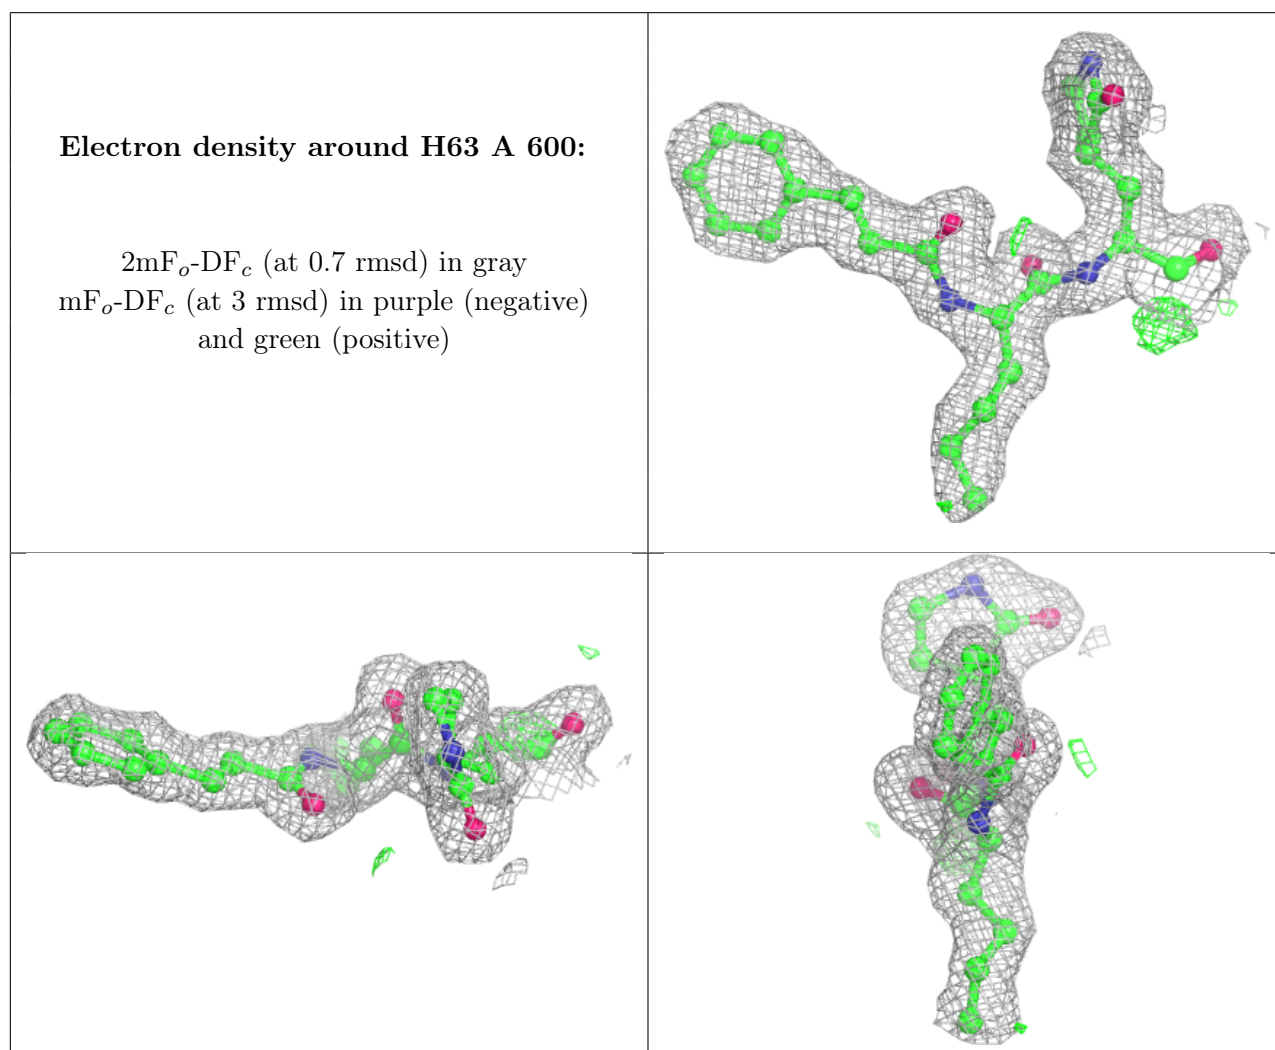 Electron density around H63 A 600:
2mFo-DFc (at 0.7 rmsd) in gray
mFo-DFc (at 3 rmsd) in purple (negative)
and green (positive)